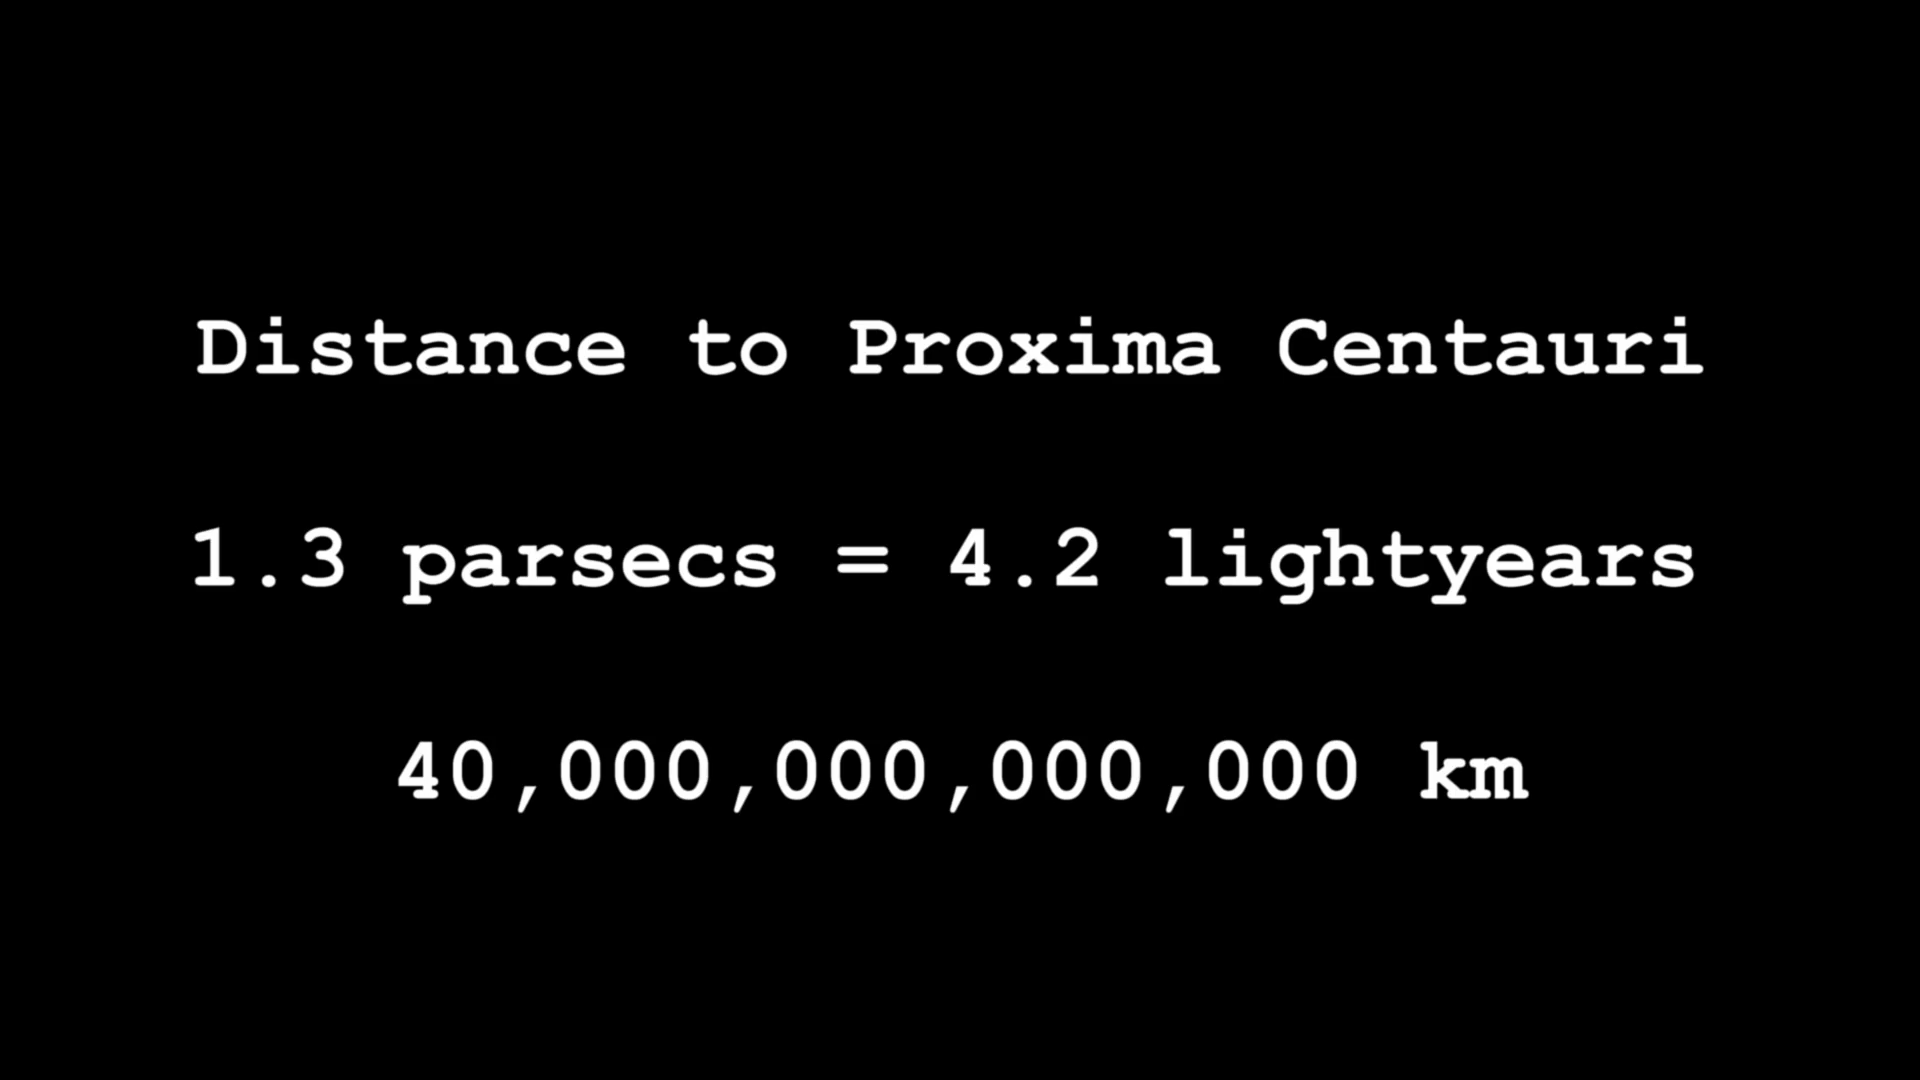 Distance to Proxima Centauri
1.3 parsecs = 4.2 lightyears
40,000,000,000,000 km